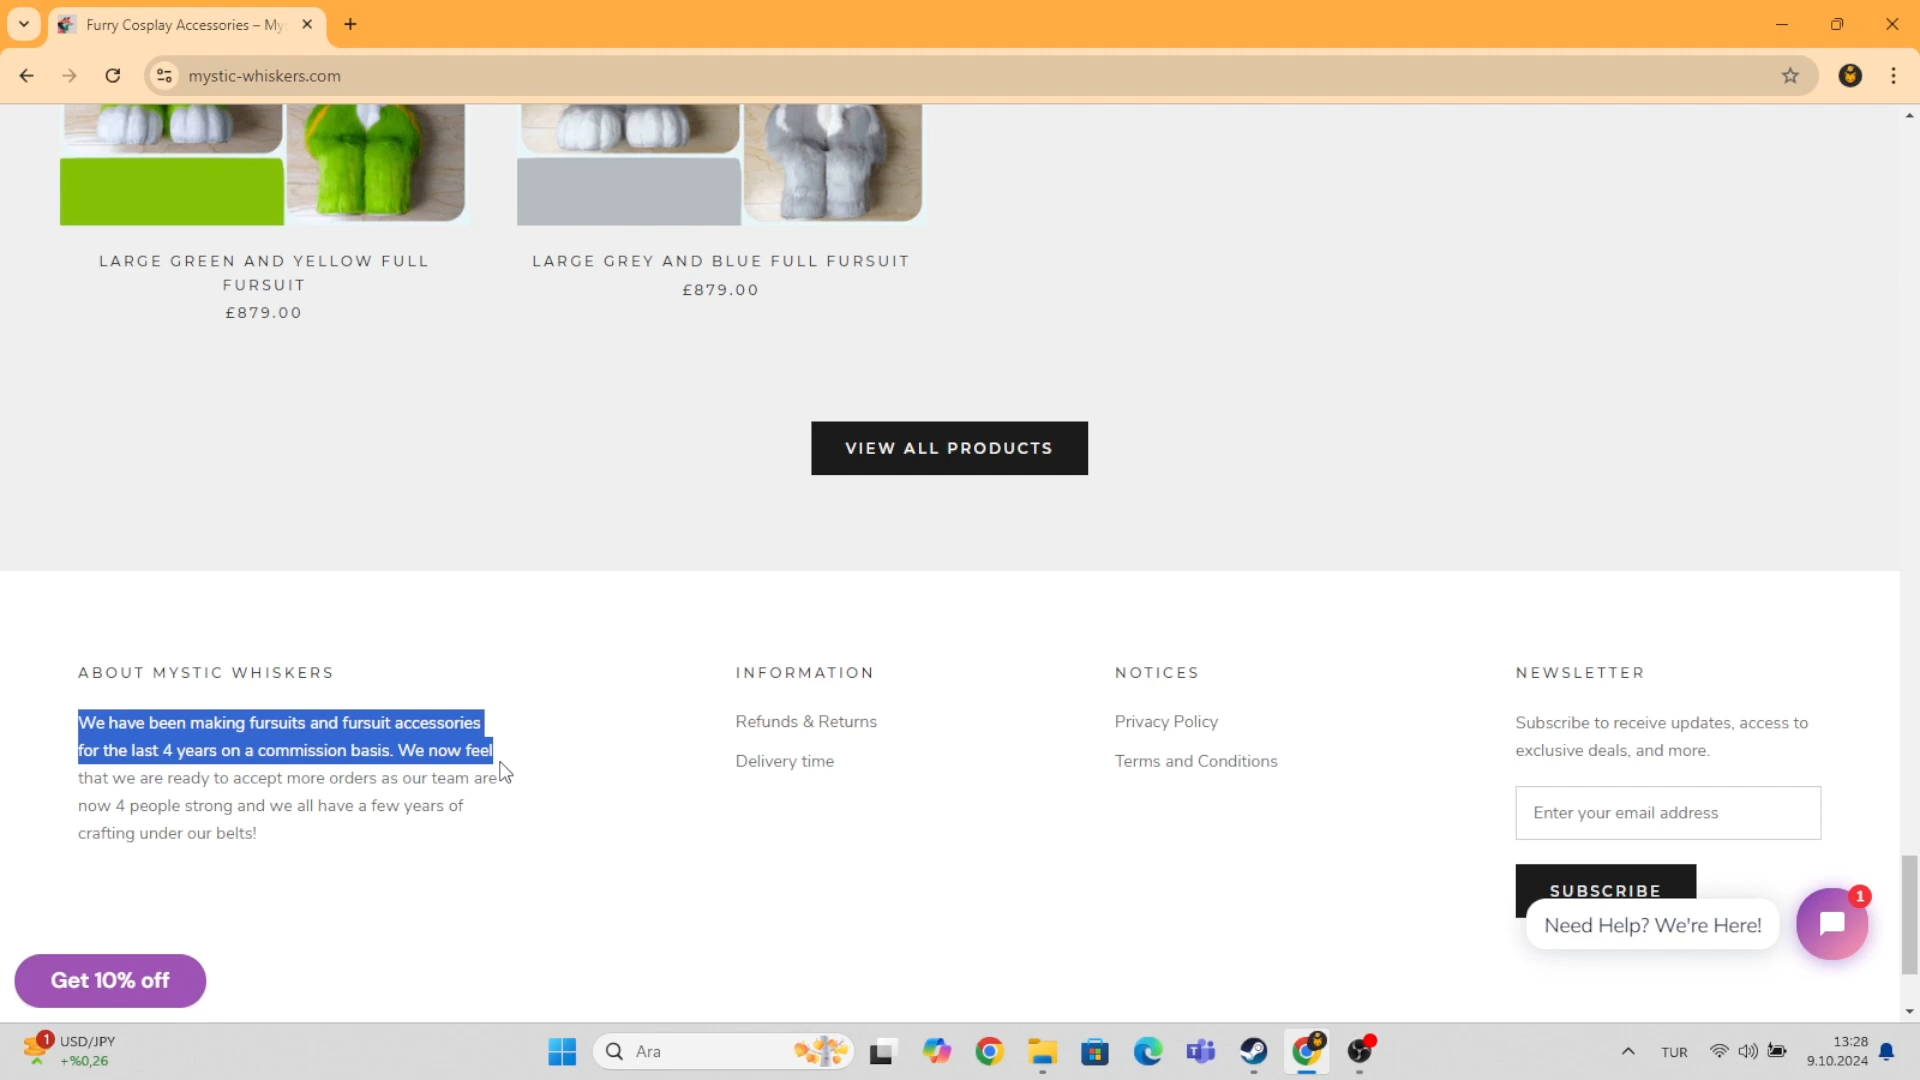 Furry Cosplay Accessories – My
mystic-whiskers.com
LARGE GREEN AND YELLOW FULL
FURSUIT
£879.00
LARGE GREY AND BLUE FULL FURSUIT
£879.00
VIEW ALL PRODUCTS
ABOUT MYSTIC WHISKERS
We have been making fursuits and fursuit accessories
for the last 4 years on a commission basis. We now feel
that we are ready to accept more orders as our team are
now 4 people strong and we all have a few years of
crafting under our belts!
INFORMATION
Refunds & Returns
Delivery time
NOTICES
Privacy Policy
Terms and Conditions
NEWSLETTER
Subscribe to receive updates, access to
exclusive deals, and more.
Enter your email address
SUBSCRIBE
Need Help? We're Here!
1
Get 10% off
1
USD/JPY
+%0,26
Ara
TUR
13:28
9.10.2024